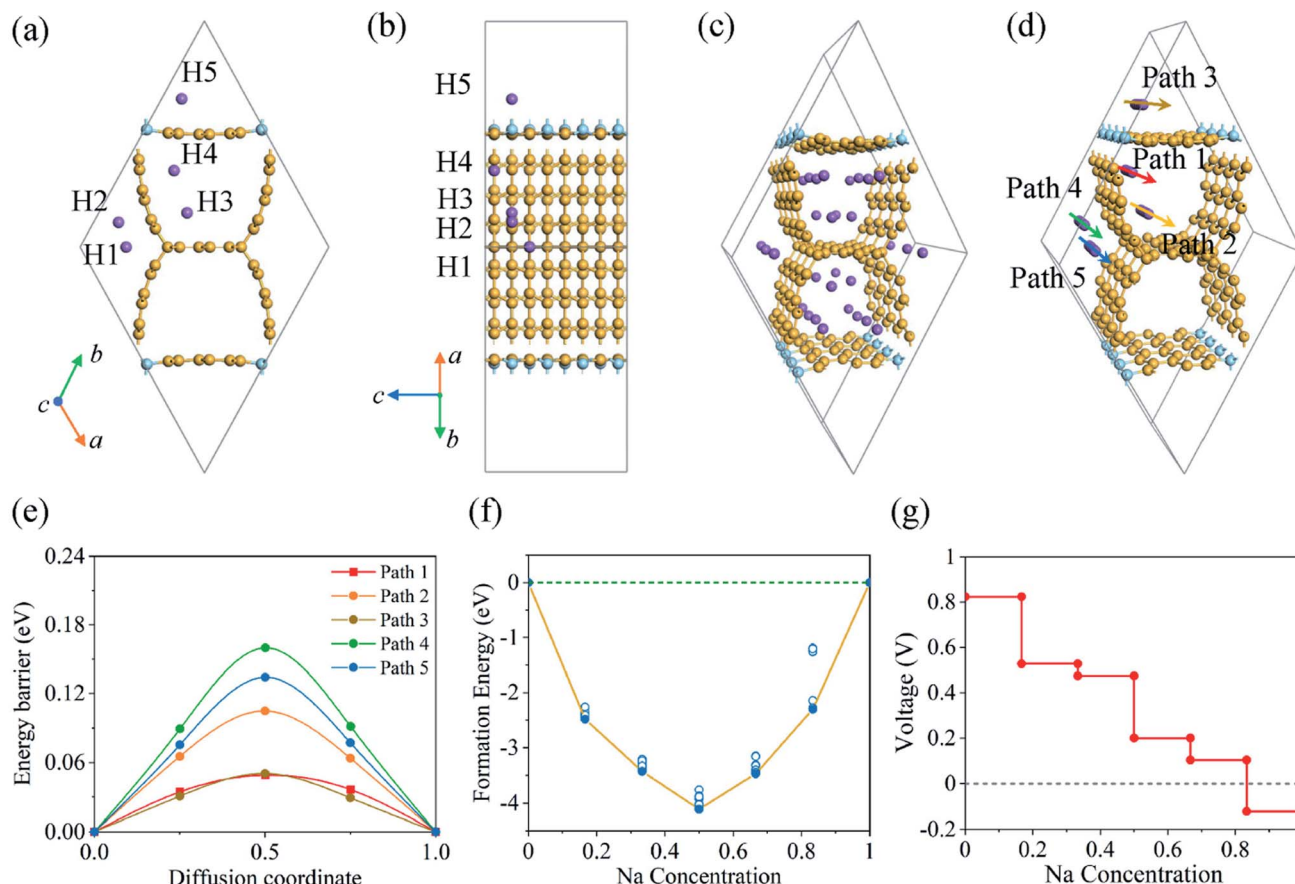 (a)
H5
H4
H3
H2
H1
b
c
a
(b)
H5
H4
H3
H2
H1
a
c
b
(c)
(d)
Path 3
Path 1
Path 4
Path 2
Path 5
(e)
Energy barrier (eV)
0.24
0.18
0.12
0.06
0.00
Path 1
Path 2
Path 3
Path 4
Path 5
0.0
0.5
1.0
Diffusion coordinate
(f)
Formation Energy (eV)
0
-1
-2
-3
-4
0
0.2
0.4
0.6
0.8
1
Na Concentration
(g)
Voltage (V)
1
0.8
0.6
0.4
0.2
0
-0.2
0
0.2
0.4
0.6
0.8
Na Concentration